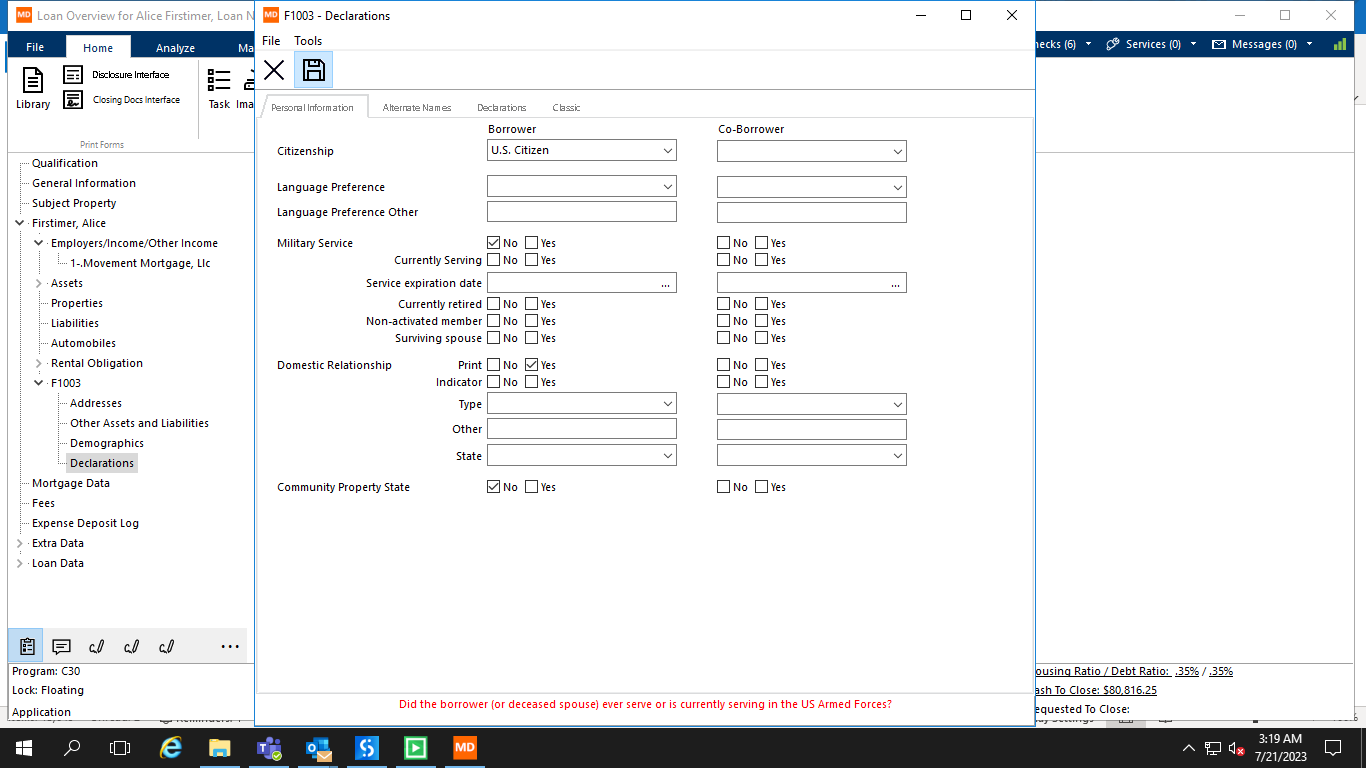 MD Loan Overview for Alice Firstimer, Loan N
MD F1003 - Declarations
File Home Analyze Ma
File Tools
hecks (6) Services (0) Messages (0)
Library
Disclosure Interface
Closing Docs Interface
Task Ima
Print Forms
Personal Information Alternate Names Declarations Classic
Qualification
General Information
Subject Property
Firstimer, Alice
Employers/Income/Other Income
1-.Movement Mortgage, Llc
Assets
Properties
Liabilities
Automobiles
Rental Obligation
F1003
Addresses
Other Assets and Liabilities
Demographics
Declarations
Mortgage Data
Fees
Expense Deposit Log
Extra Data
Loan Data
Borrower Co-Borrower
Citizenship U.S. Citizen
Language Preference
Language Preference Other
Military Service No Yes No Yes
Currently Serving No Yes No Yes
Service expiration date ... ...
Currently retired No Yes No Yes
Non-activated member No Yes No Yes
Surviving spouse No Yes No Yes
Domestic Relationship Print No Yes No Yes
Indicator No Yes No Yes
Type
Other
State
Community Property State No Yes No Yes
Program: C30
Lock: Floating
Application
ousing Ratio / Debt Ratio: .35% / .35%
ash To Close: $80,816.25
equested To Close:
Did the borrower (or deceased spouse) ever serve or is currently serving in the US Armed Forces?
MD
3:19 AM
7/21/2023